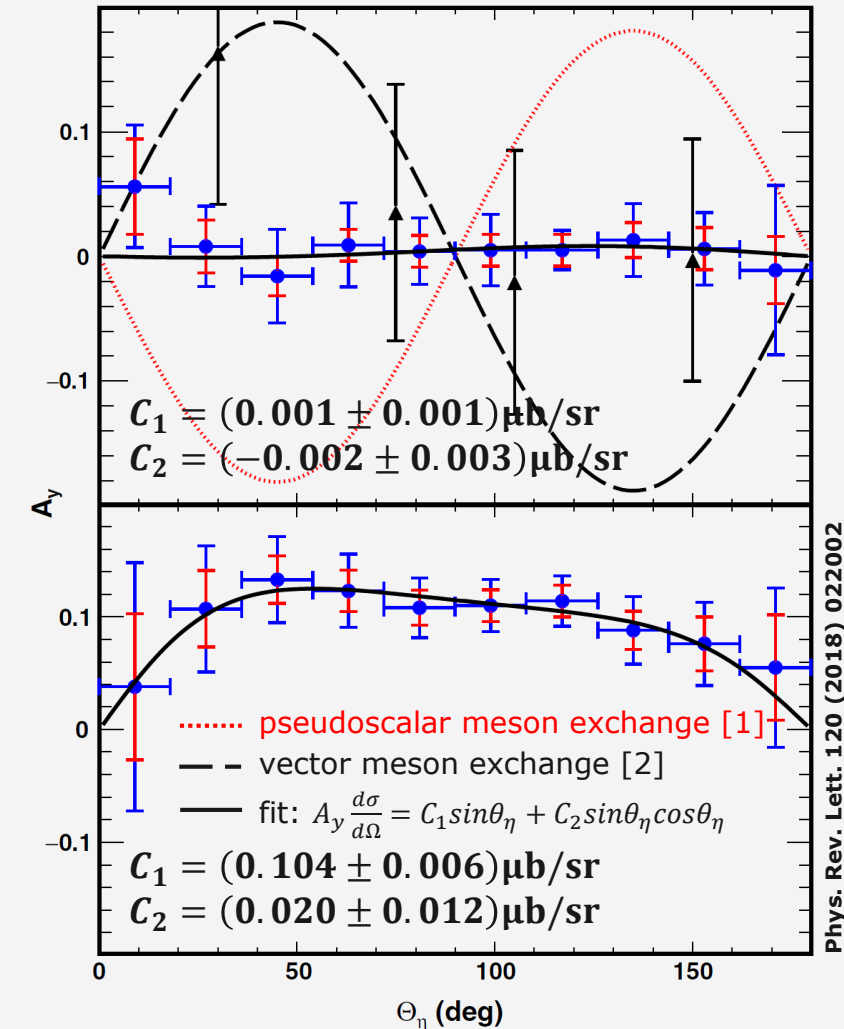 0.1
0
−0.1
C₁ = (0.001 ± 0.001)μb/sr
C₂ = (−0.002 ± 0.003)μb/sr
A_y
0.1
0
−0.1
pseudoscalar meson exchange [1]
vector meson exchange [2]
fit: A_y dσ/dΩ = C₁sinθ_η + C₂sinθ_ηcosθ_η
C₁ = (0.104 ± 0.006)μb/sr
C₂ = (0.020 ± 0.012)μb/sr
0 50 100 150
Θ_η (deg)
Phys. Rev. Lett. 120 (2018) 022002